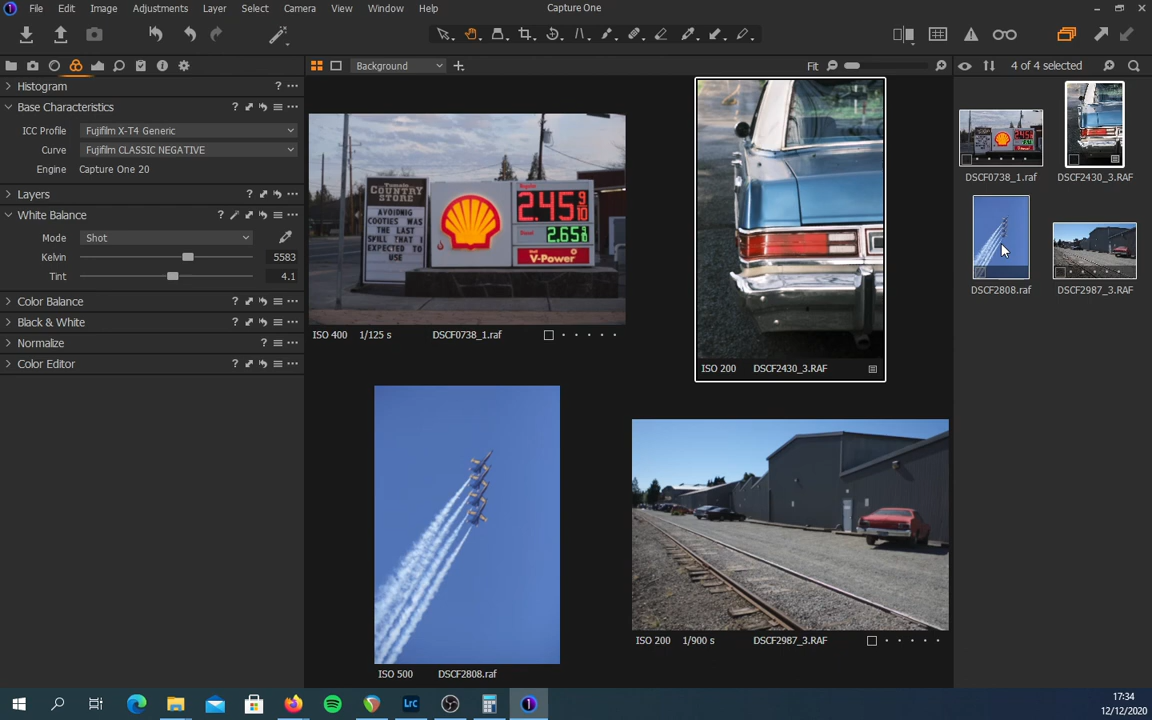 File Edit Image Adjustments Layer Select Camera View Window Help Capture One
Background Fit 4 of 4 selected
Histogram
Base Characteristics
ICC Profile Fujifilm X-T4 Generic
Curve Fujifilm CLASSIC NEGATIVE
Engine Capture One 20
Layers
White Balance
Mode Shot
Kelvin 5583
Tint 4.1
Color Balance
Black & White
Normalize
Color Editor
COUNTRY
STORE
AVOIDING
COOTIES WAS
THE LAST
SPILL THAT I
EXPECTED TO
USE
Regular
2.45 9/10
Diesel
2.65
V-Power
ISO 400 1/125 s DSCF0738_1.raf
ISO 200 DSCF2430_3.RAF
ISO 500 DSCF2808.raf
ISO 200 1/900 s DSCF2987_3.RAF
DSCF0738_1.raf DSCF2430_3.RAF
DSCF2808.raf DSCF2987_3.RAF
Lrc
17:34
12/12/2020